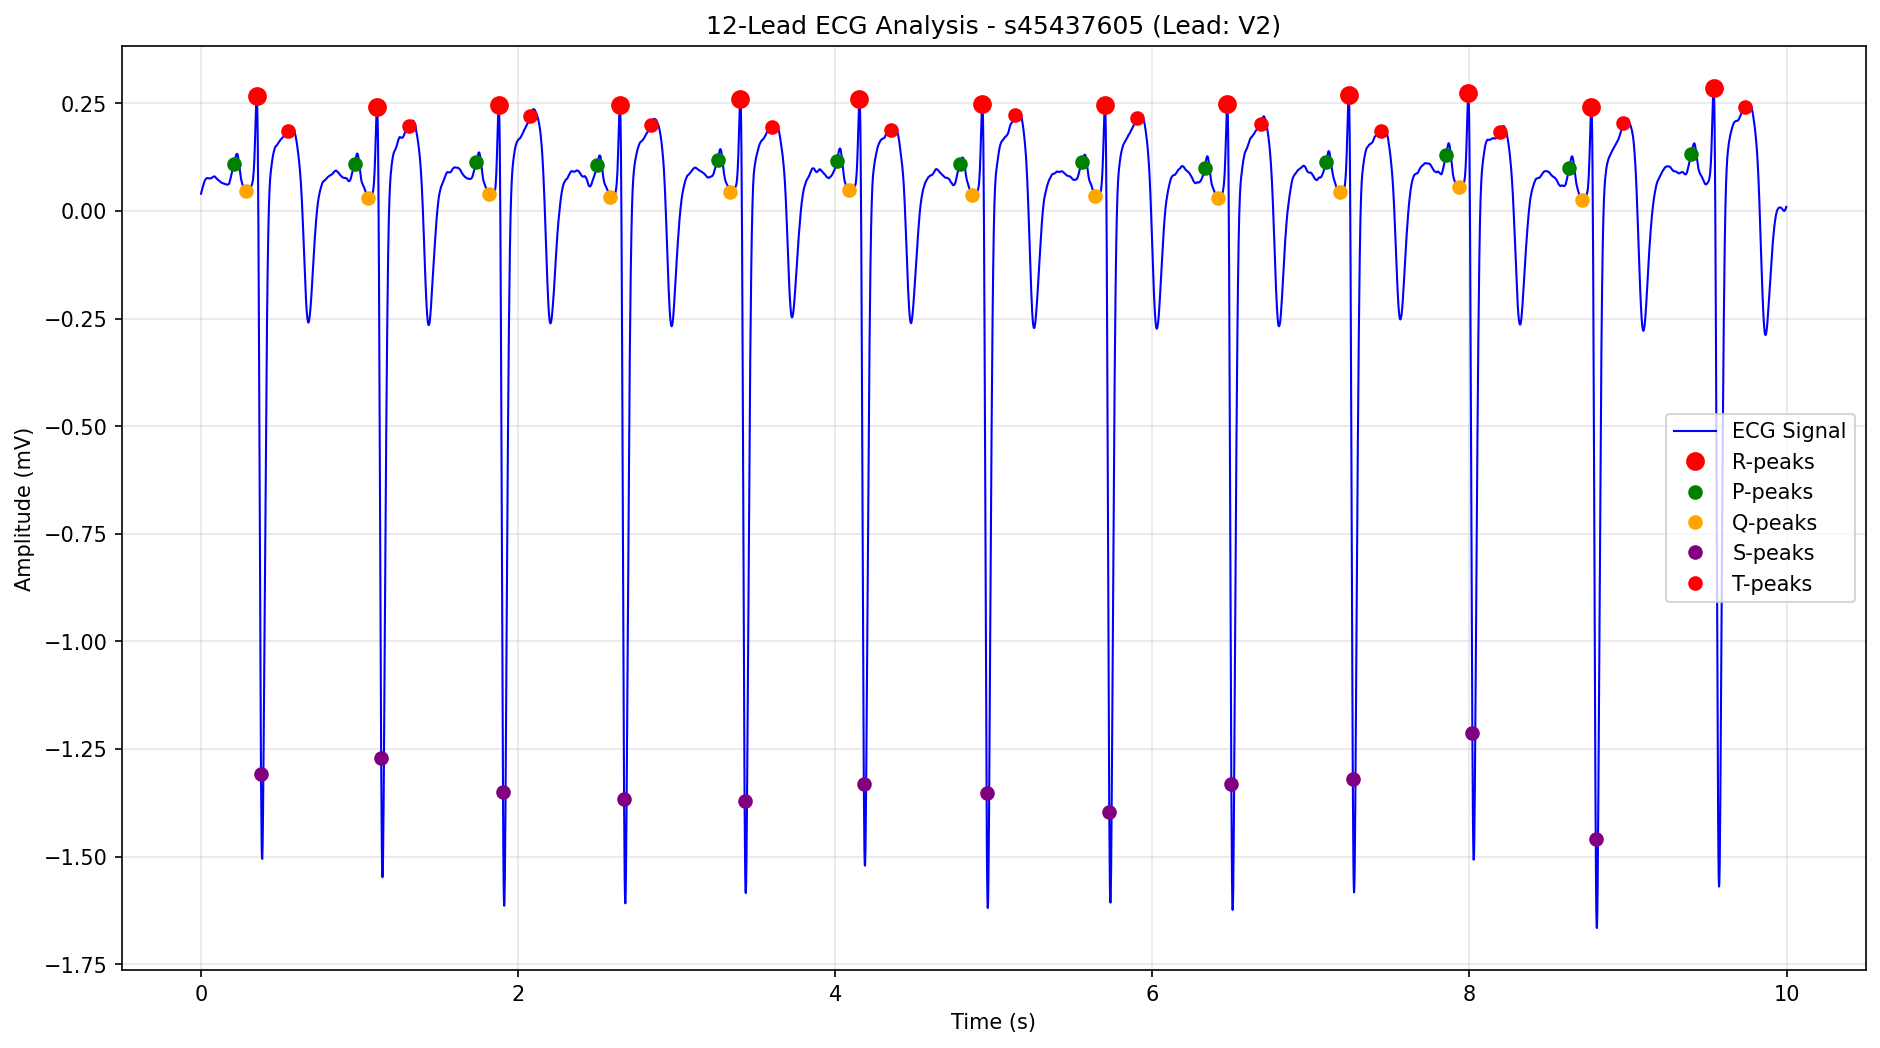 12-Lead ECG Analysis - s45437605 (Lead: V2)
0.25
0.00
−0.25
−0.50
−0.75
−1.00
−1.25
−1.50
−1.75
Amplitude (mV)
ECG Signal
R-peaks
P-peaks
Q-peaks
S-peaks
T-peaks
0
2
4
6
8
10
Time (s)